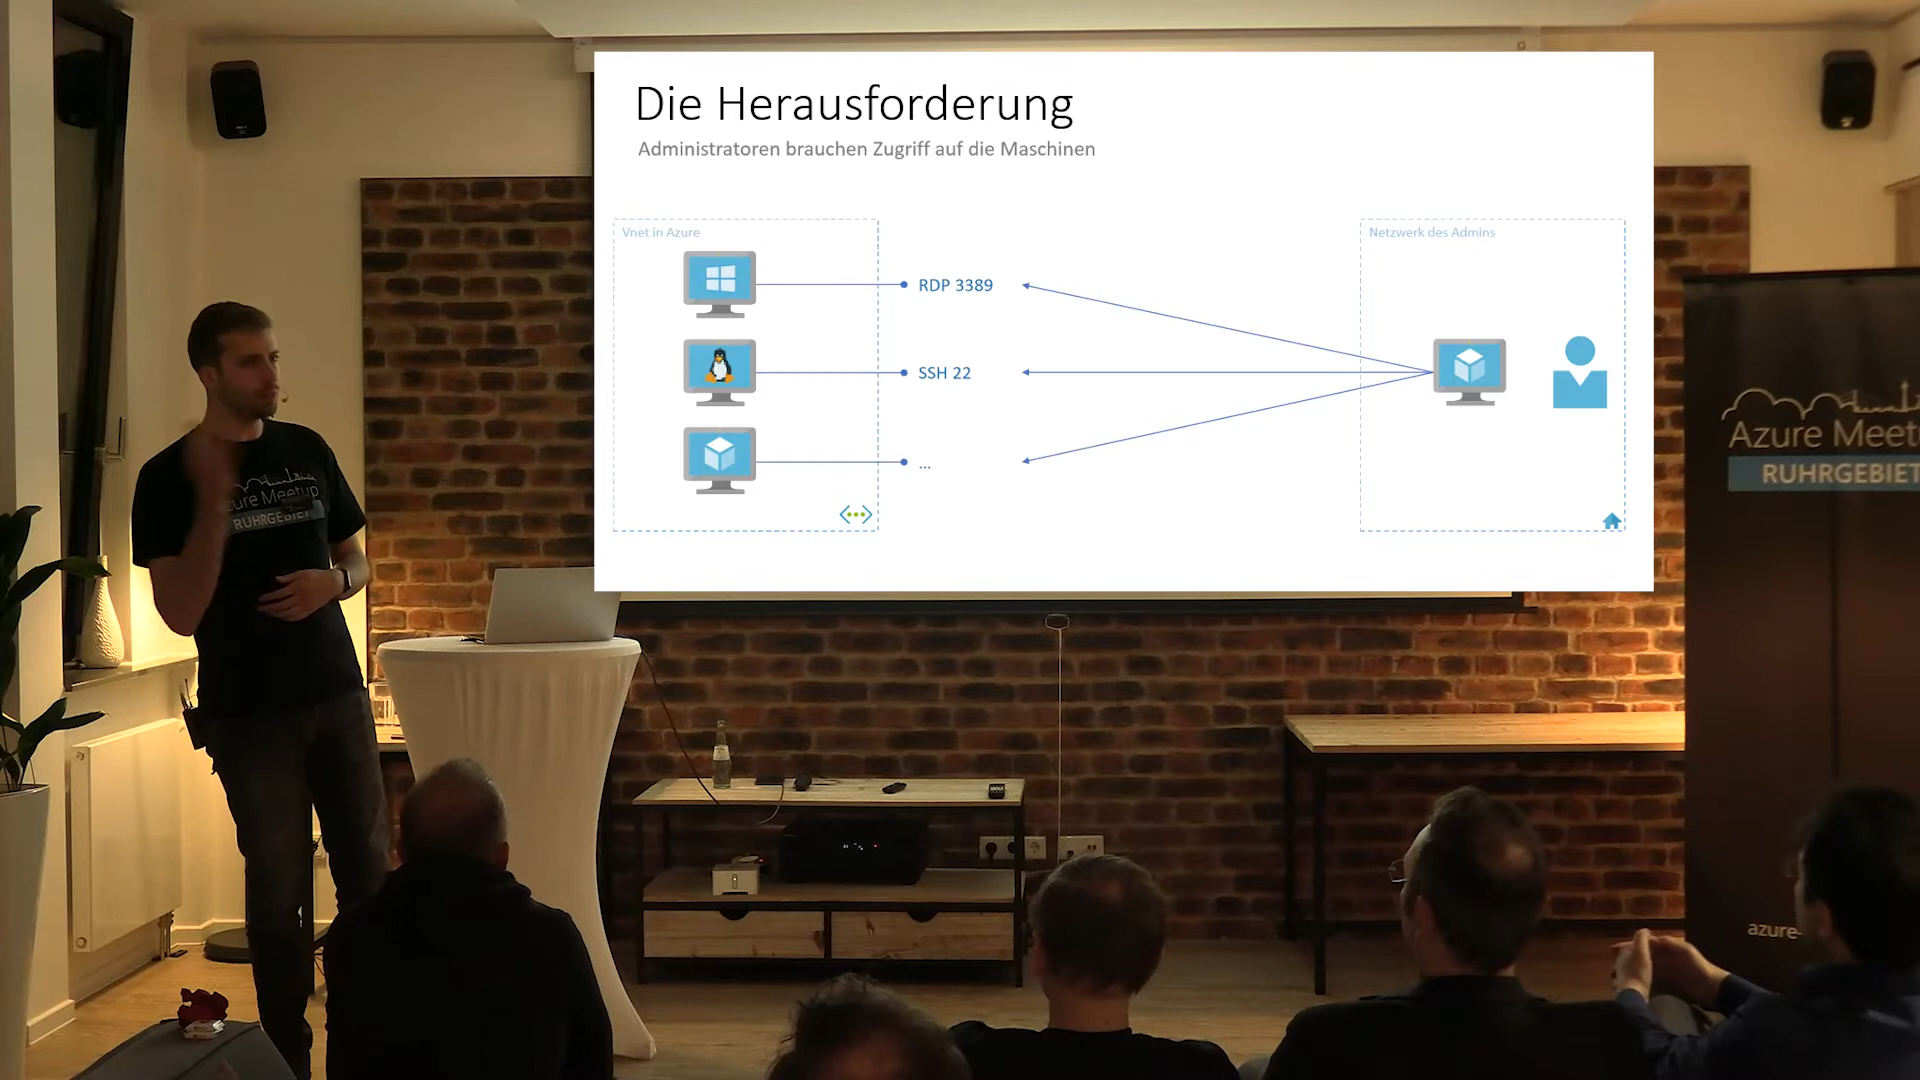 Die Herausforderung
Administratoren brauchen Zugriff auf die Maschinen
Vnet in Azure
Netzwerk des Admins
RDP 3389
SSH 22
...
Azure Meetup
RUHRGEBIET
Azure Meetup
RUHRGEBIET
azure-